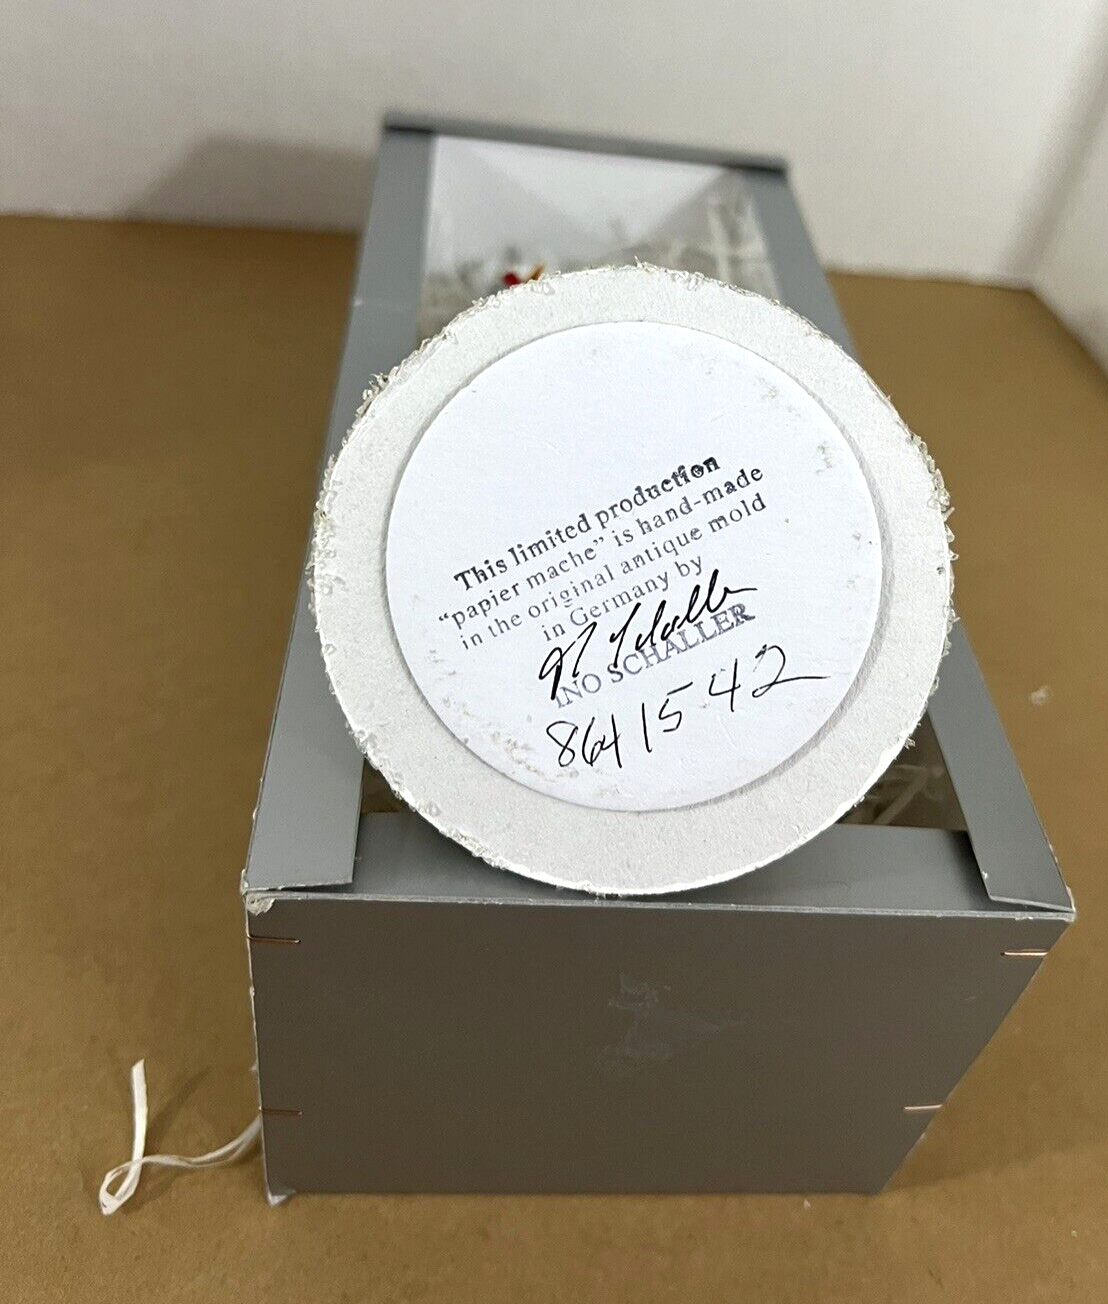 This limited production
“papier mache” is hand-made
in the original antique mold
in Germany by
INO SCHALLER
8641542